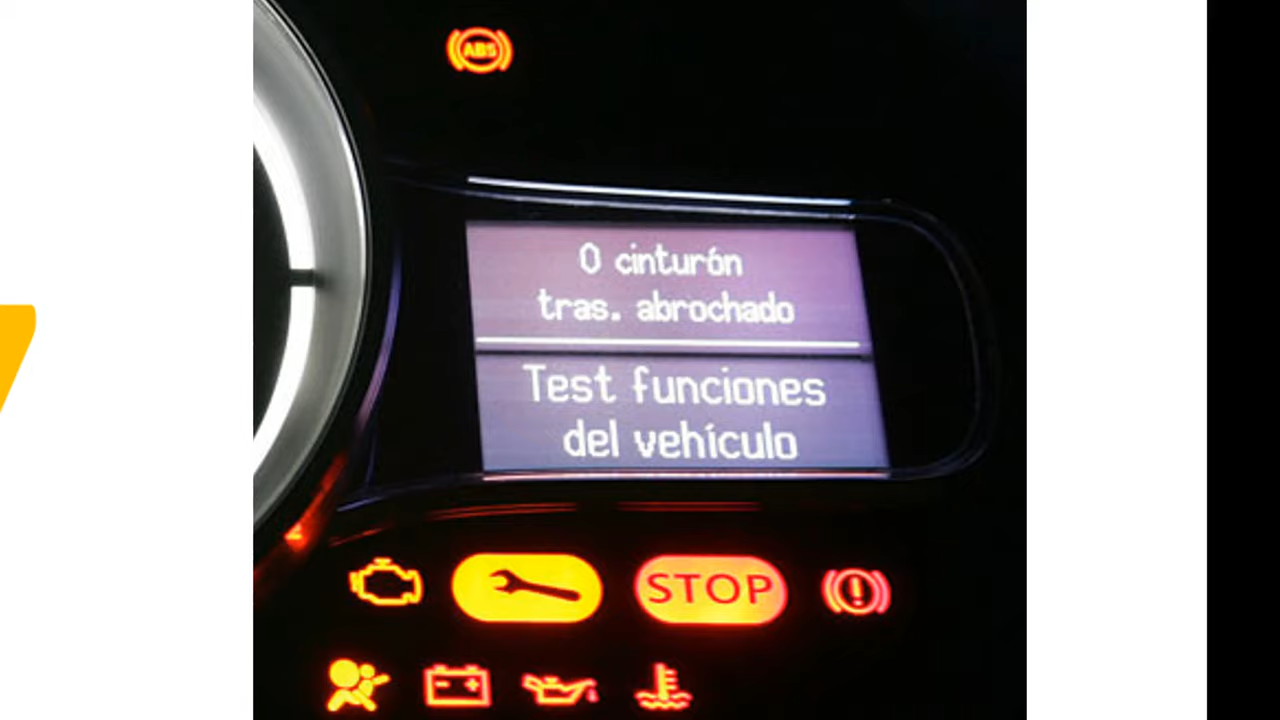 ABS
0 cinturón
tras. abrochado
Test funciones
del vehículo
STOP